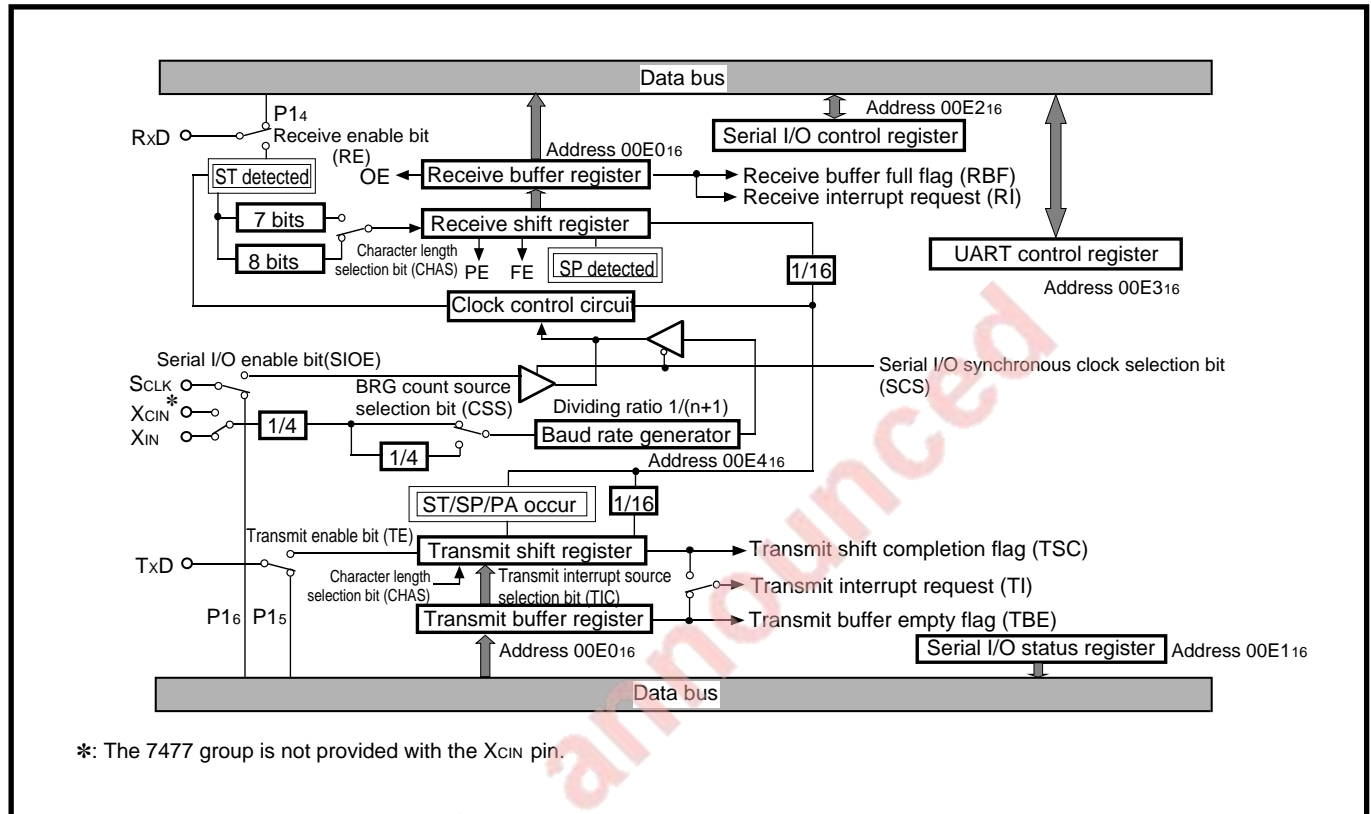 Data bus
P14
Address 00E216
RxD
Receive enable bit
(RE)
Serial I/O control register
Address 00E016
ST detected
OE
Receive buffer register
Receive buffer full flag (RBF)
Receive interrupt request (RI)
7 bits
Receive shift register
8 bits
Character length
selection bit (CHAS)
PE
FE
SP detected
1/16
UART control register
Address 00E316
Clock control circuit
Serial I/O enable bit(SIOE)
Serial I/O synchronous clock selection bit
(SCS)
SCLK
BRG count source
selection bit (CSS)
XCIN*
Dividing ratio 1/(n+1)
XIN
1/4
Baud rate generator
1/4
Address 00E416
ST/SP/PA occur
1/16
Transmit enable bit (TE)
Transmit shift register
Transmit shift completion flag (TSC)
TxD
Character length
selection bit (CHAS)
Transmit interrupt source
selection bit (TIC)
Transmit interrupt request (TI)
P16
P15
Transmit buffer register
Transmit buffer empty flag (TBE)
Address 00E016
Serial I/O status register
Address 00E116
Data bus
*: The 7477 group is not provided with the XCIN pin.
announced